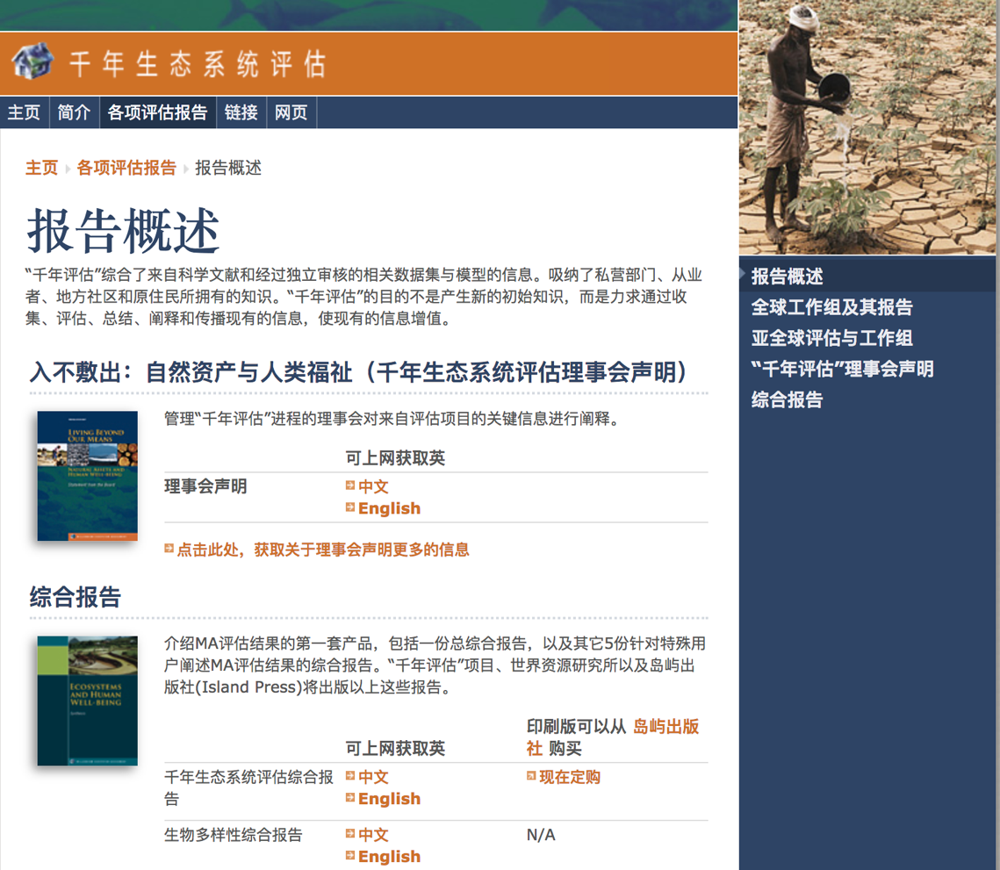 千年生态系统评估
主页 简介 各项评估报告 链接 网页
主页 各项评估报告 报告概述
报告概述
“千年评估”综合了来自科学文献和经过独立审核的相关数据集与模型的信息。吸纳了私营部门、从业
者、地方社区和原住民所拥有的知识。“千年评估”的目的不是产生新的初始知识，而是力求通过收
集、评估、总结、阐释和传播现有的信息，使现有的信息增值。
入不敷出：自然资产与人类福祉（千年生态系统评估理事会声明）
LIVING BEYOND
OUR MEANS
NATURAL ASSETS AND
HUMAN WELL-BEING
Statement from the Board
管理“千年评估”进程的理事会对来自评估项目的关键信息进行阐释。
可上网获取英
理事会声明 中文
English
点击此处，获取关于理事会声明更多的信息
综合报告
ECOSYSTEMS
AND HUMAN
WELL-BEING
Synthesis
介绍MA评估结果的第一套产品，包括一份总综合报告，以及其它5份针对特殊用
户阐述MA评估结果的综合报告。“千年评估”项目、世界资源研究所以及岛屿出
版社(Island Press)将出版以上这些报告。
印刷版可以从 岛屿出版
可上网获取英 社 购买
千年生态系统评估综合报 中文 现在定购
告 English
生物多样性综合报告 中文 N/A
English
报告概述
全球工作组及其报告
亚全球评估与工作组
“千年评估”理事会声明
综合报告